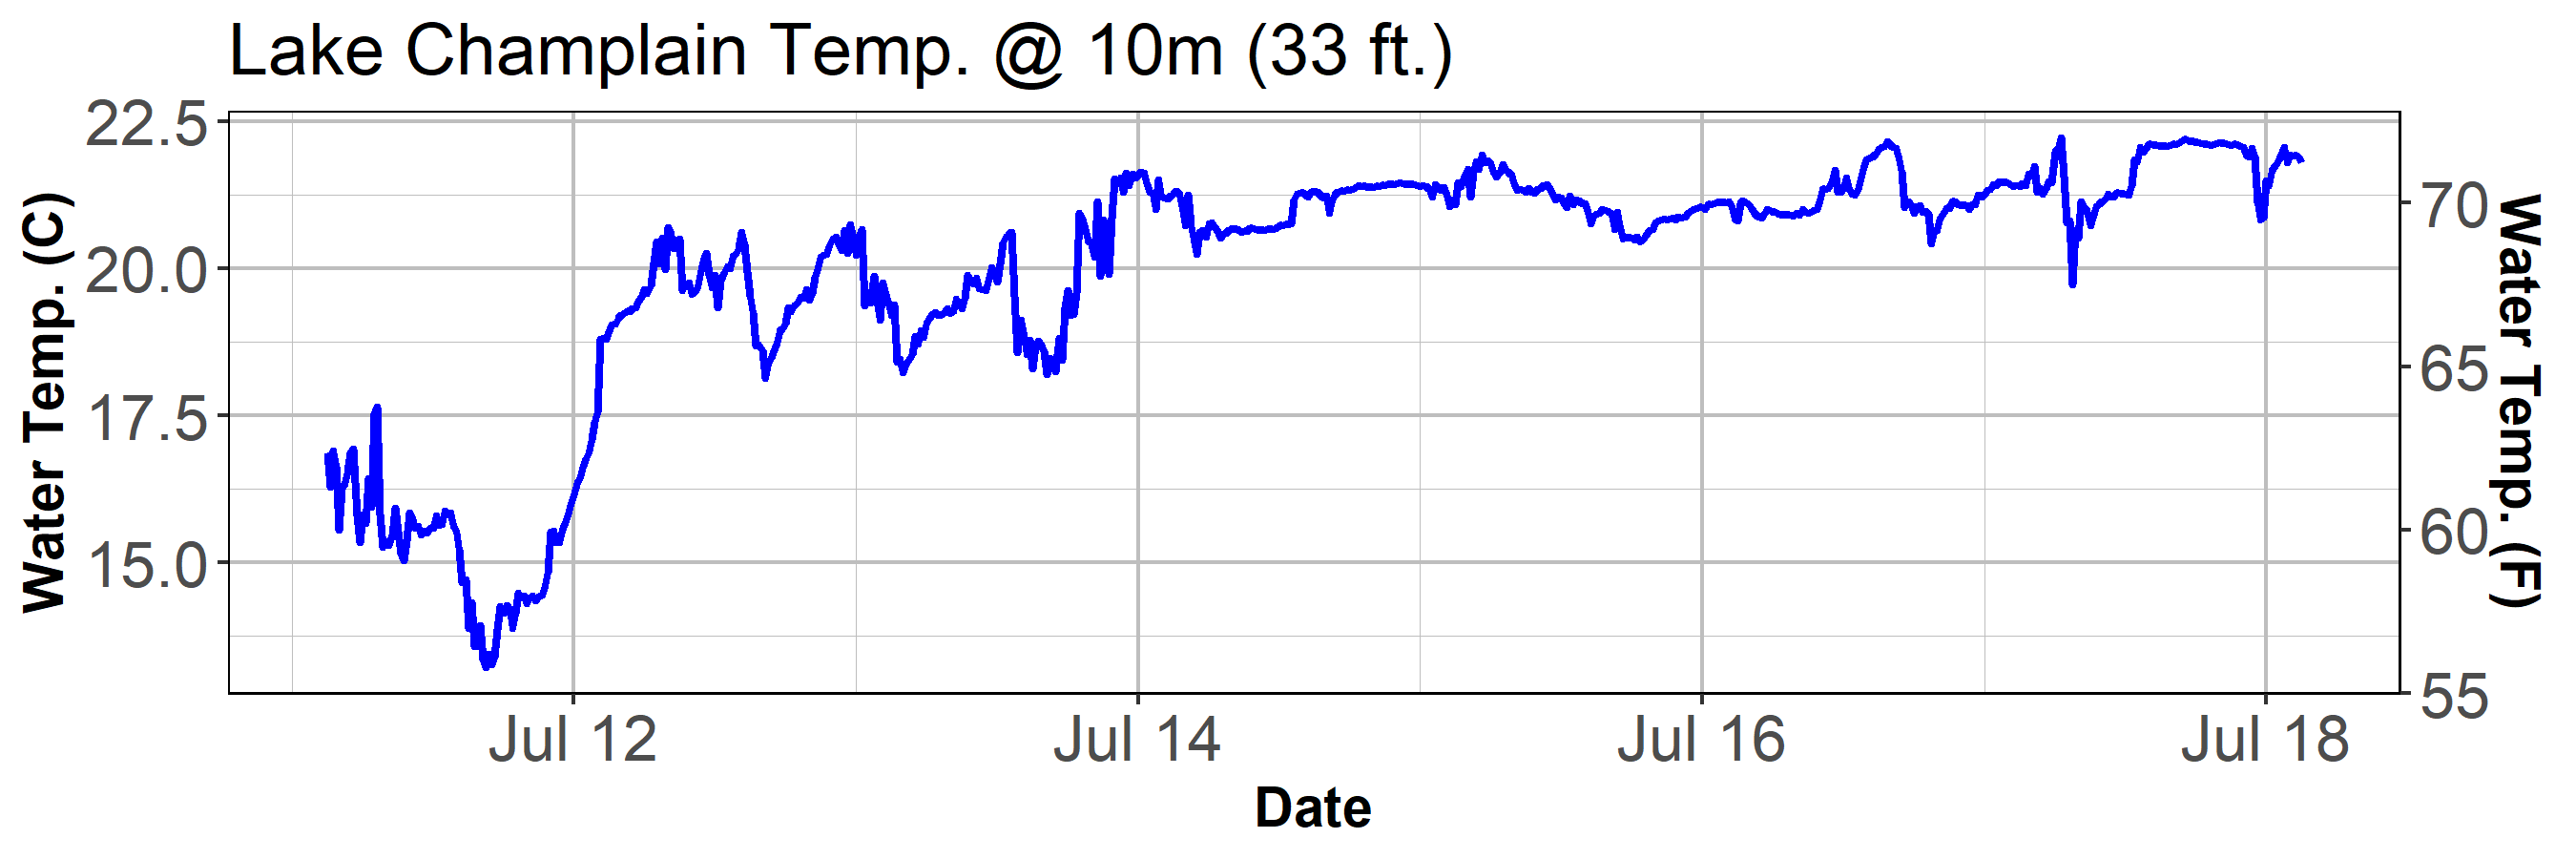 Lake Champlain Temp. @ 10m (33 ft.)
Water Temp. (C)
22.5
20.0
17.5
15.0
70
65
60
55
Water Temp. (F)
Jul 12
Jul 14
Jul 16
Jul 18
Date